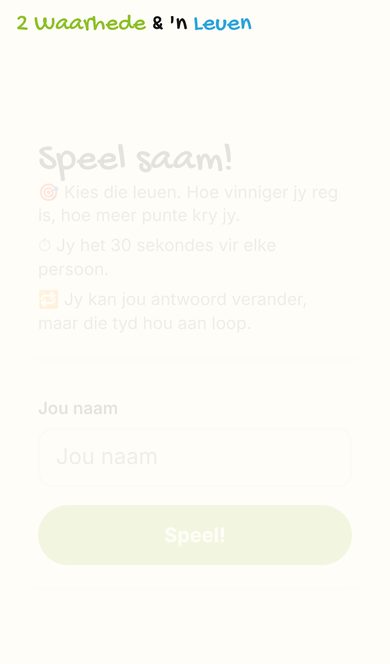 2 Waarhede & 'n Leuen
Speel saam!
🎯 Kies die leuen. Hoe vinniger jy reg
is, hoe meer punte kry jy.
⏱ Jy het 30 sekondes vir elke
persoon.
🔁 Jy kan jou antwoord verander,
maar die tyd hou aan loop.
Jou naam
Jou naam
Speel!